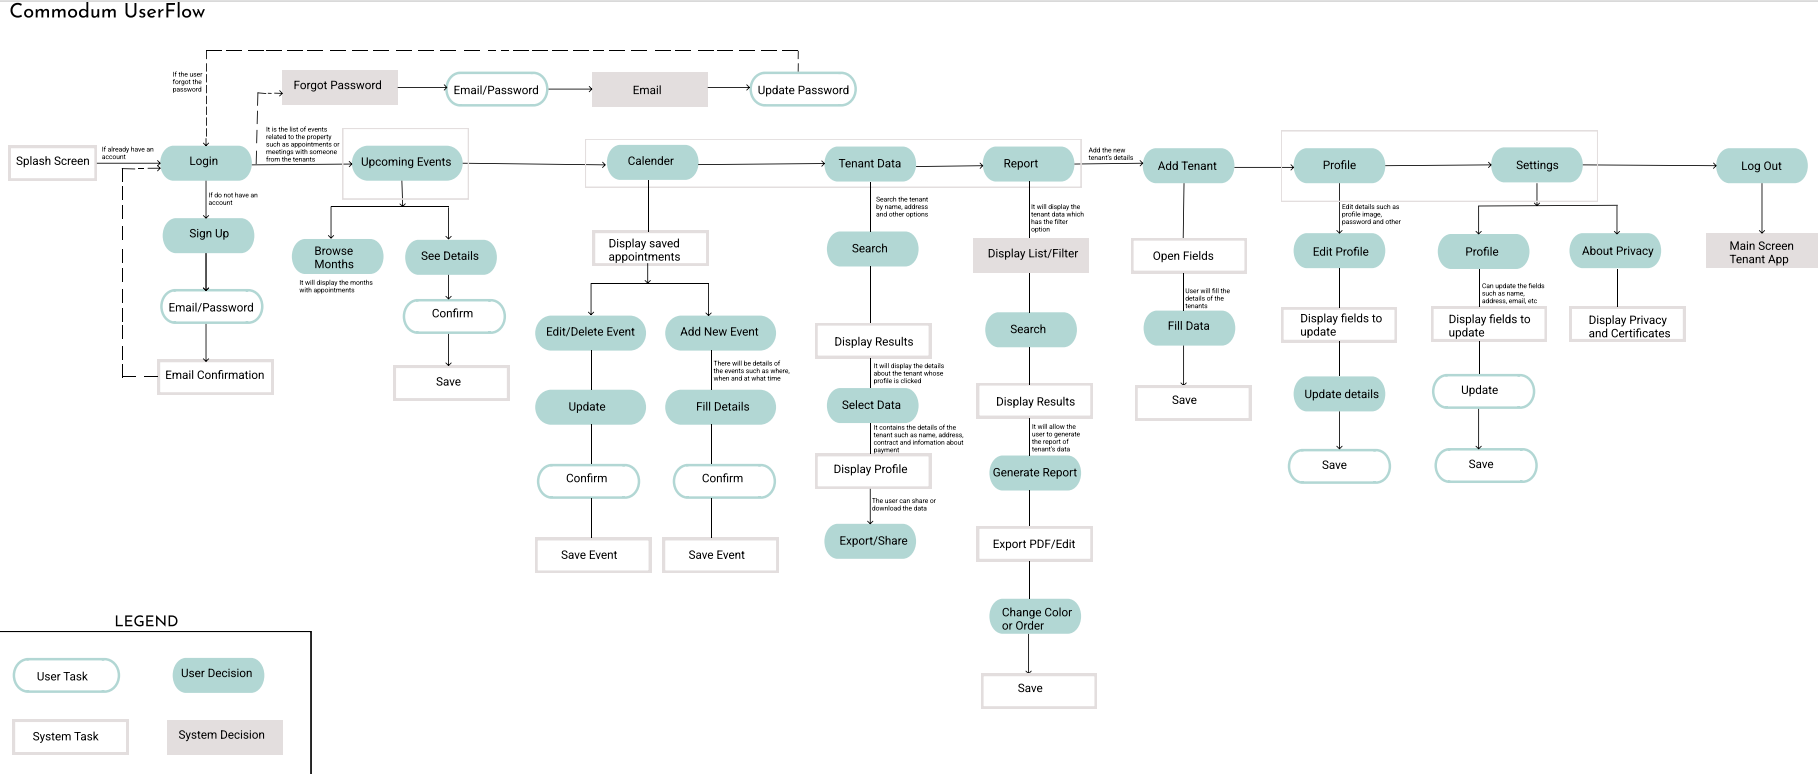 Commodum UserFlow
If the user
forgot the
password
Forgot Password
Email/Password
Email
Update Password
It is the list of events
related to the property
such as appointments or
meetings with someone
from the tenants
Splash Screen
If already have an
account
Login
Upcoming Events
Calender
Tenant Data
Report
Add the new
tenant's details
Add Tenant
Profile
Settings
Log Out
If do not have an
account
Sign Up
Email/Password
Email Confirmation
Browse
Months
It will display the months
with appointments
See Details
Confirm
Save
Display saved
appointments
Edit/Delete Event
Update
Confirm
Save Event
Add New Event
There will be details of
the events such as where,
when and at what time
Fill Details
Confirm
Save Event
Search the tenant
by name, address
and other options
Search
Display Results
It will display the details
about the tenant whose
profile is clicked
Select Data
It contains the details of the
tenant such as name, address,
contract and infomation about
payment
Display Profile
The user can share or
download the data
Export/Share
It will display the
tenant data which
has the filter
option
Display List/Filter
Search
Display Results
It will allow the
user to generate
the report of
tenant's data
Generate Report
Export PDF/Edit
Change Color
or Order
Save
Open Fields
User will fill the
details of the
tenants
Fill Data
Save
Edit details such as
profile image,
password and other
Edit Profile
Display fields to
update
Update details
Save
Profile
Can update the fields
such as name,
address, email, etc
Display fields to
update
Update
Save
About Privacy
Display Privacy
and Certificates
Main Screen
Tenant App
LEGEND
User Task
User Decision
System Task
System Decision